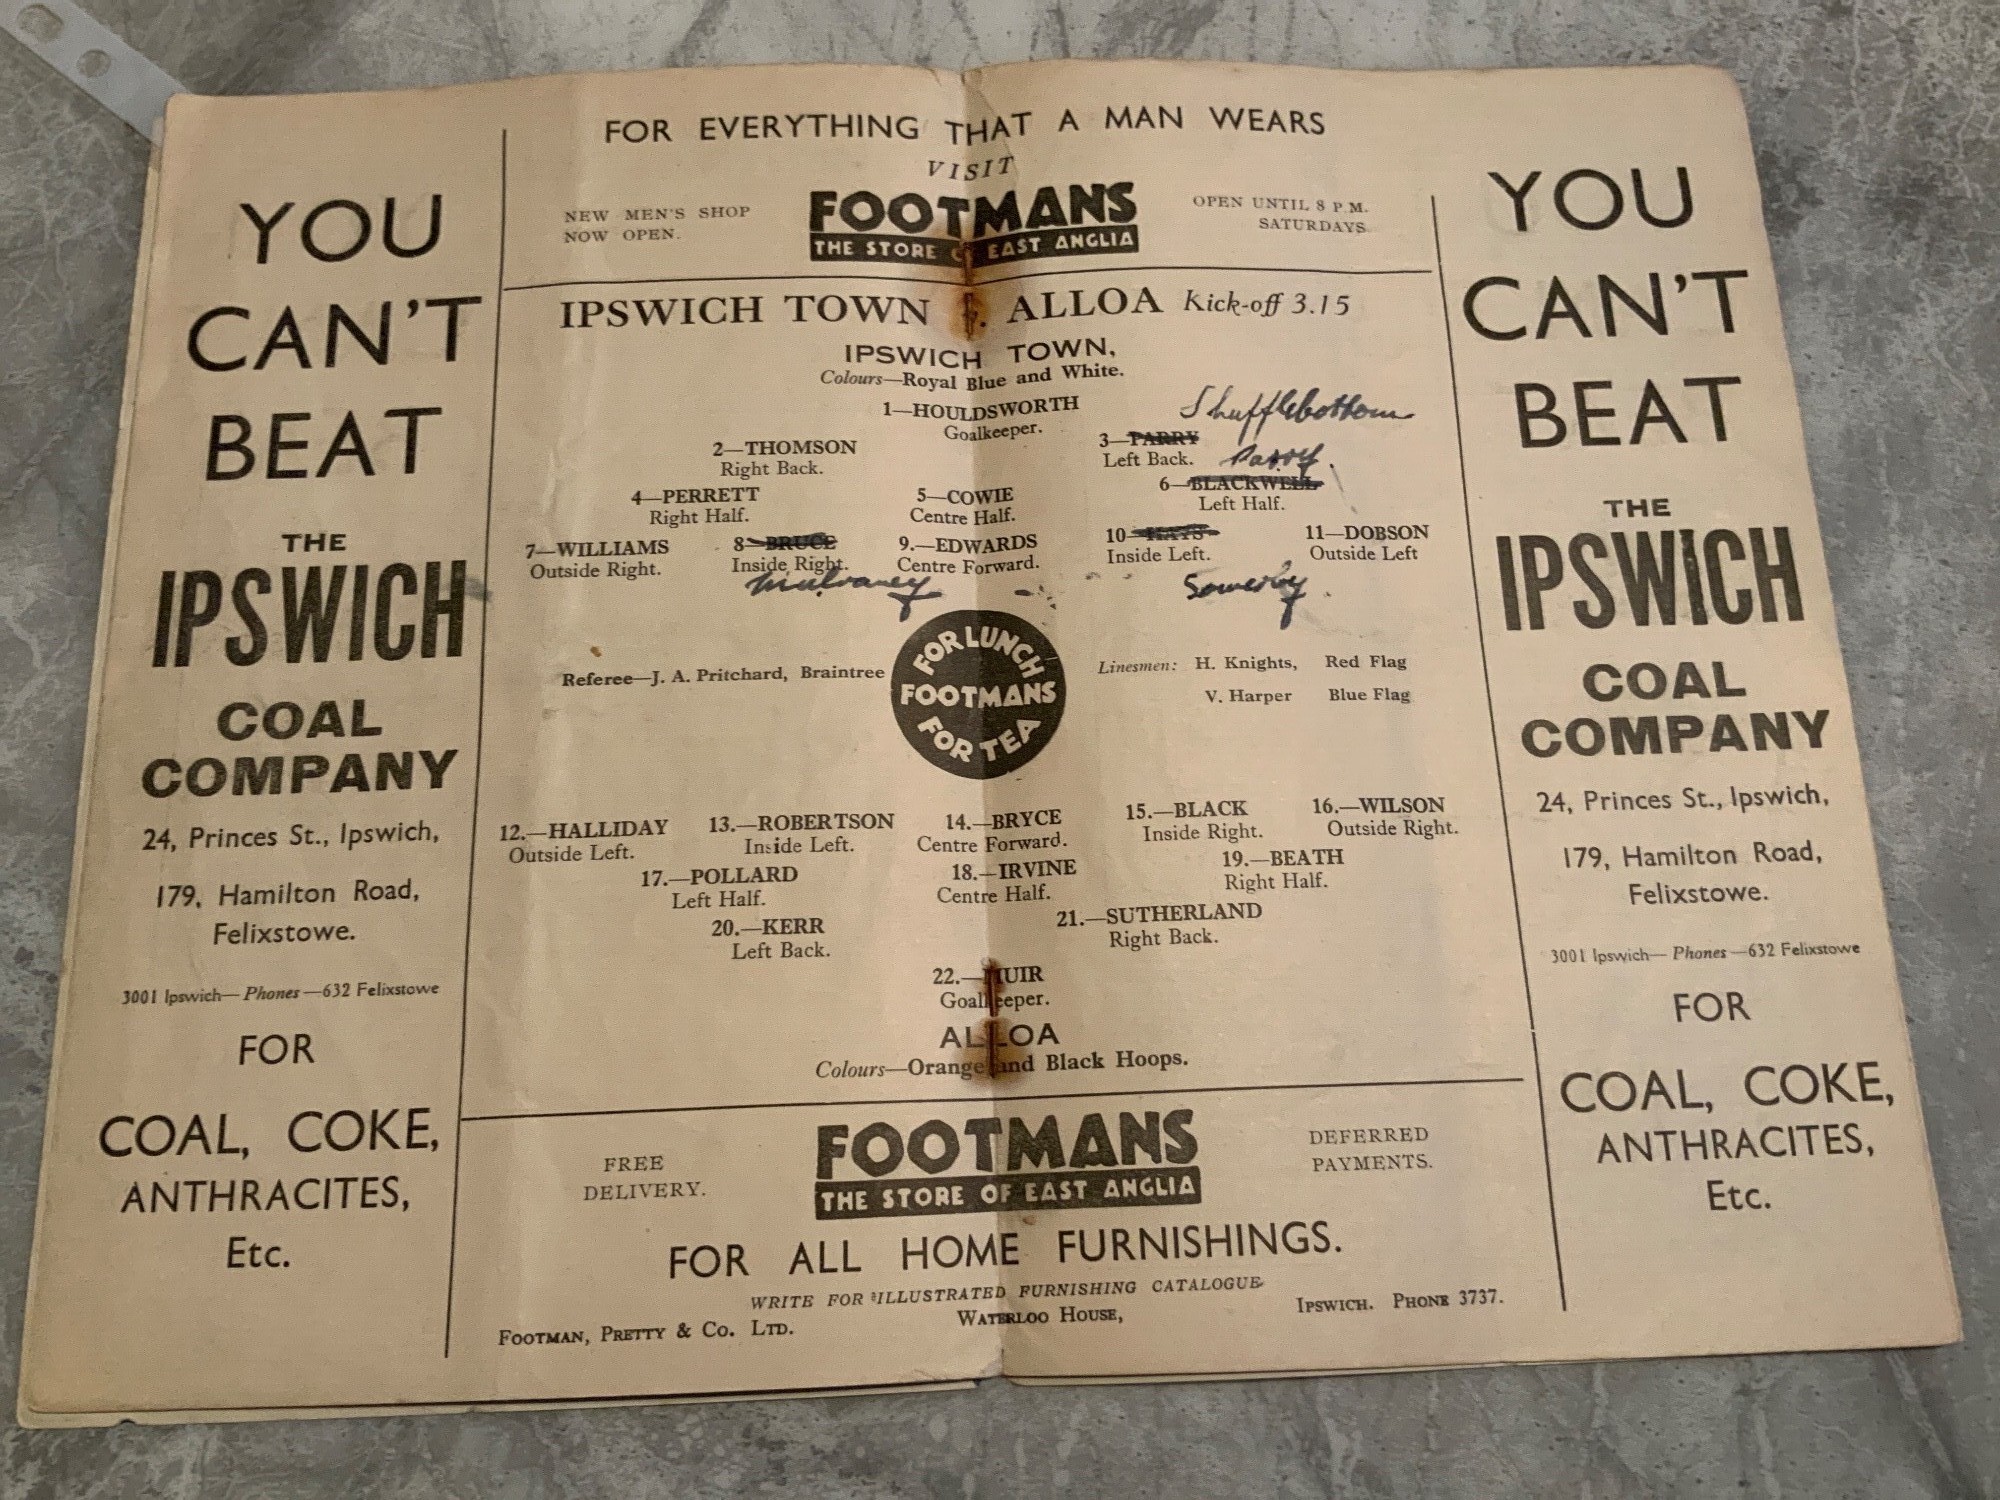 YOU
CAN'T
BEAT
THE
IPSWICH
COAL
COMPANY
24, Princes St., Ipswich,
179, Hamilton Road,
Felixstowe.
3001 Ipswich—Phones—632 Felixstowe
FOR
COAL, COKE,
ANTHRACITES,
Etc.
FOR EVERYTHING THAT A MAN WEARS
VISIT
NEW MEN'S SHOP
NOW OPEN.
FOOTMANS
THE STORE OF EAST ANGLIA
OPEN UNTIL 8 P.M.
SATURDAYS
IPSWICH TOWN v. ALLOA Kick-off 3.15
IPSWICH TOWN,
Colours—Royal Blue and White.
1—HOULDSWORTH
Goalkeeper.
Shufflebottom
2—THOMSON
Right Back.
3—PARRY
Left Back.
Parry.
4—PERRETT
Right Half.
5—COWIE
Centre Half.
6—BLACKWELL
Left Half.
7—WILLIAMS
Outside Right.
8—BRUCE
Inside Right.
Mulvaney
9.—EDWARDS
Centre Forward.
10—HAYS
Inside Left.
Somerby.
11—DOBSON
Outside Left
Referee—J. A. Pritchard, Braintree
FOR LUNCH
FOOTMANS
FOR TEA
Linesmen: H. Knights, Red Flag
V. Harper Blue Flag
12.—HALLIDAY
Outside Left.
13.—ROBERTSON
Inside Left.
14.—BRYCE
Centre Forward.
15.—BLACK
Inside Right.
16.—WILSON
Outside Right.
17.—POLLARD
Left Half.
18.—IRVINE
Centre Half.
19.—BEATH
Right Half.
20.—KERR
Left Back.
21.—SUTHERLAND
Right Back.
22.—MUIR
Goalkeeper.
ALLOA
Colours—Orange and Black Hoops.
FREE
DELIVERY.
FOOTMANS
THE STORE OF EAST ANGLIA
DEFERRED
PAYMENTS.
FOR ALL HOME FURNISHINGS.
WRITE FOR ILLUSTRATED FURNISHING CATALOGUE
FOOTMAN, PRETTY & CO. LTD. WATERLOO HOUSE, IPSWICH. PHONE 3737.
YOU
CAN'T
BEAT
THE
IPSWICH
COAL
COMPANY
24, Princes St., Ipswich,
179, Hamilton Road,
Felixstowe.
3001 Ipswich—Phones—632 Felixstowe
FOR
COAL, COKE,
ANTHRACITES,
Etc.